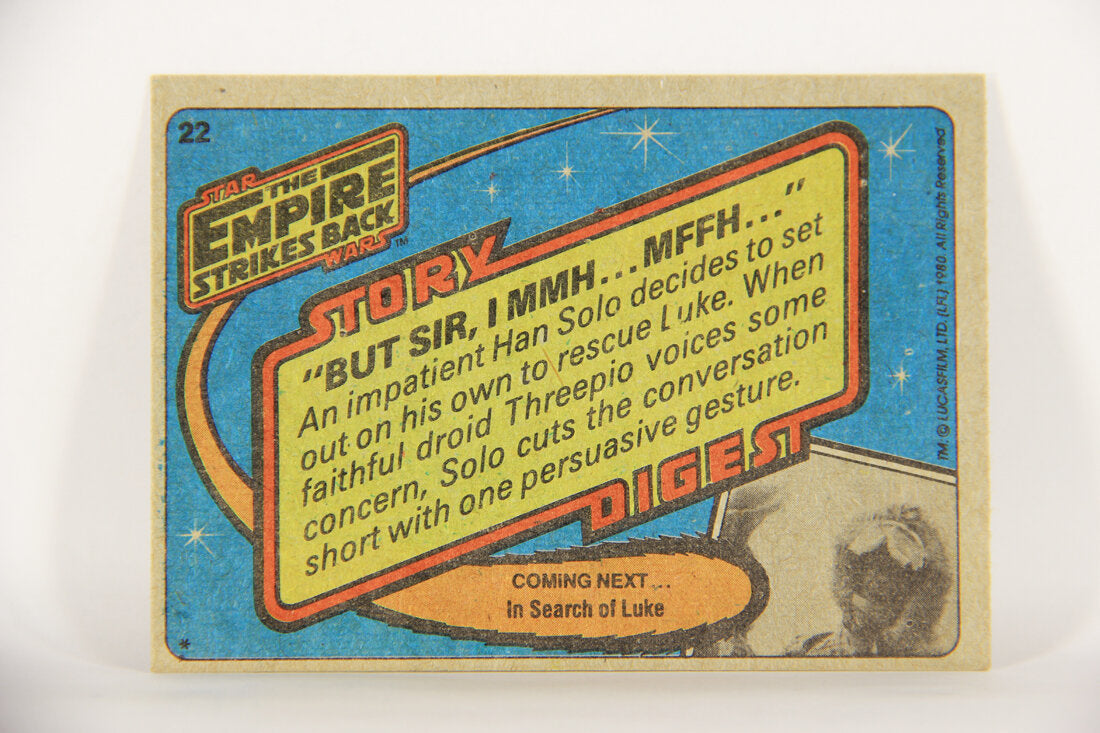 22
STAR
THE
EMPIRE
STRIKES BACK
WARS™
STORY
"BUT SIR, I MMH...MFFH..."
An impatient Han Solo decides to set
out on his own to rescue Luke. When
faithful droid Threepio voices some
concern, Solo cuts the conversation
short with one persuasive gesture.
DIGEST
COMING NEXT...
In Search of Luke
*
TM: © LUCASFILM, LTD. (LFL) 1980. All Rights Reserved